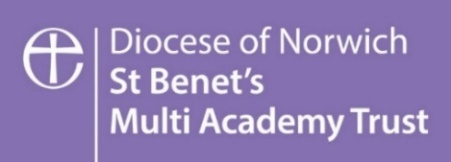 Diocese of Norwich
St Benet's
Multi Academy Trust